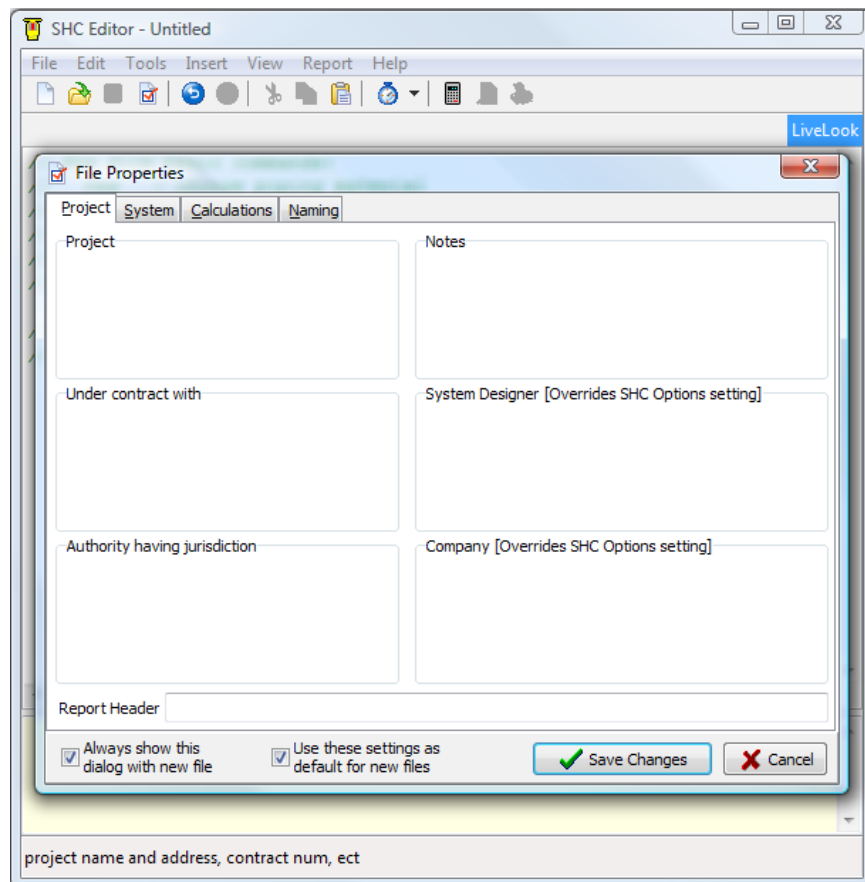 SHC Editor - Untitled
File Edit Tools Insert View Report Help
LiveLook
File Properties
Project System Calculations Naming
Project
Notes
Under contract with
System Designer [Overrides SHC Options setting]
Authority having jurisdiction
Company [Overrides SHC Options setting]
Report Header
Always show this
dialog with new file
Use these settings as
default for new files
Save Changes
Cancel
project name and address, contract num, ect